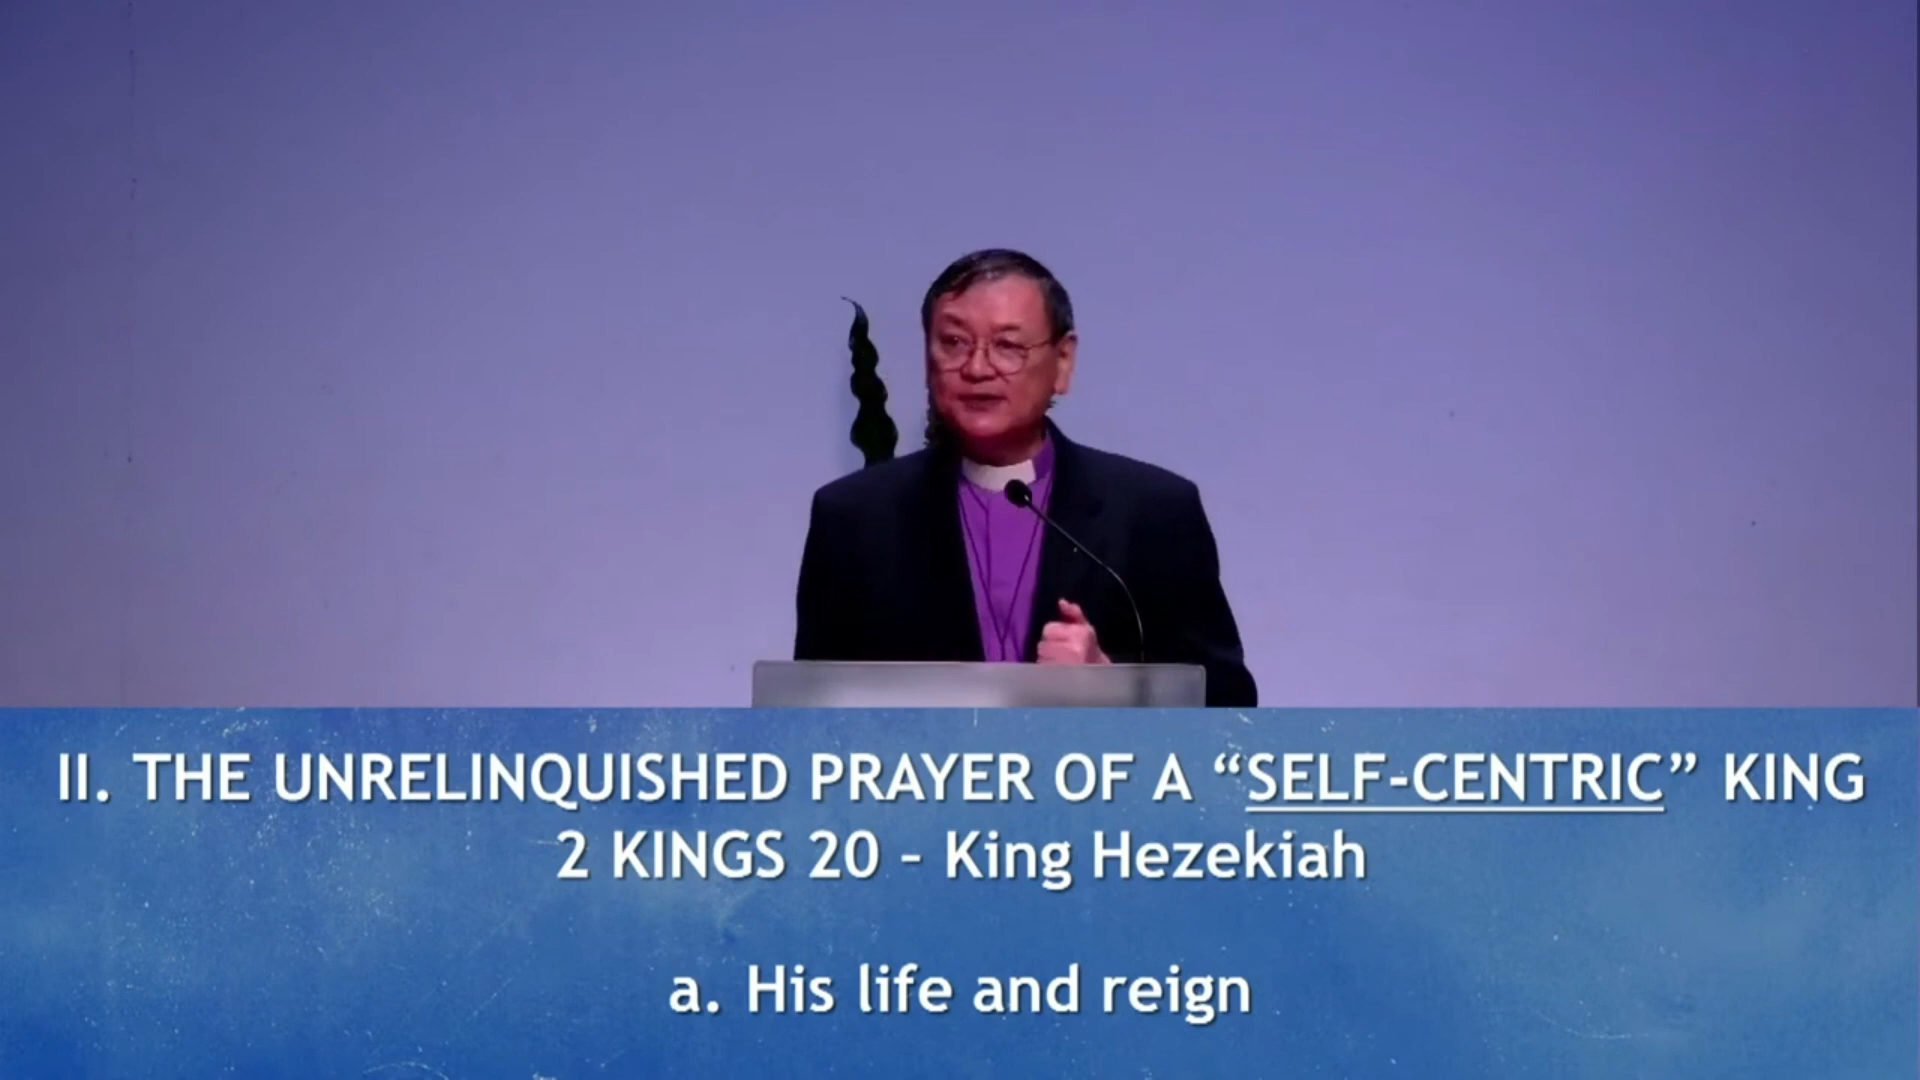 II. THE UNRELINQUISHED PRAYER OF A “SELF-CENTRIC” KING
2 KINGS 20 – King Hezekiah
a. His life and reign